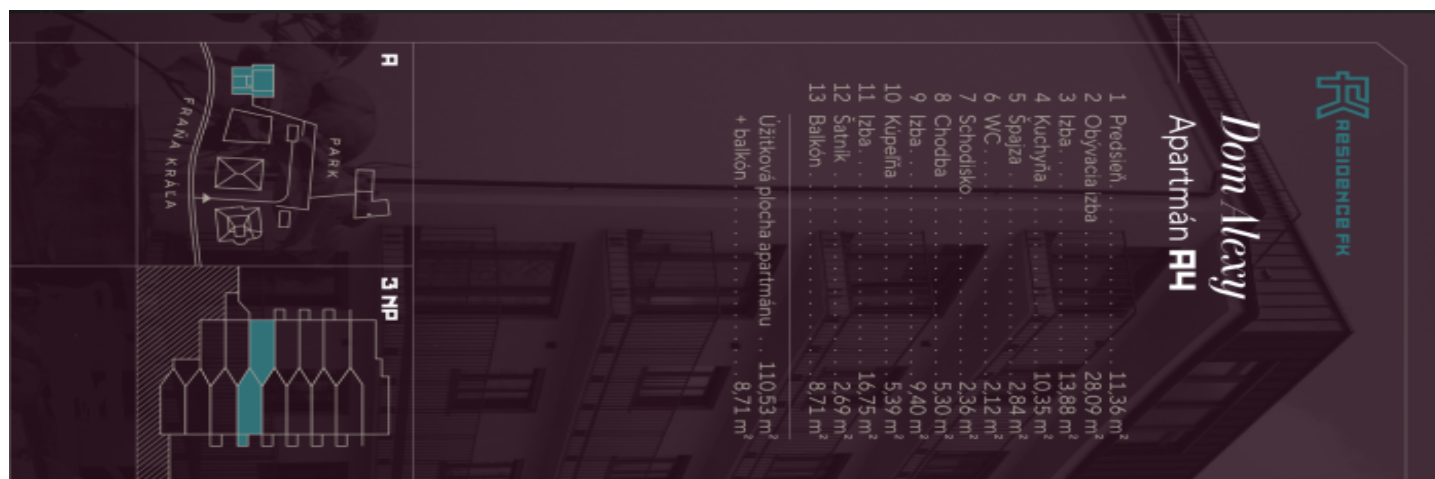 RESIDENCE FK
Dom Alexy
Apartmán A4
1 Predsieň 11,36 m²
2 Obývacia izba 28,09 m²
3 Izba 13,88 m²
4 Kuchyňa 10,35 m²
5 Špajza 2,84 m²
6 WC 2,12 m²
7 Schodisko 2,36 m²
8 Chodba 5,30 m²
9 Izba 9,40 m²
10 Kúpeľňa 5,39 m²
11 Izba 16,75 m²
12 Šatník 2,69 m²
13 Balkón 8,71 m²
Úžitková plocha apartmánu 110,53 m²
+ balkón 8,71 m²
A
PARK
FRAŇA KRÁĽA
3 NP